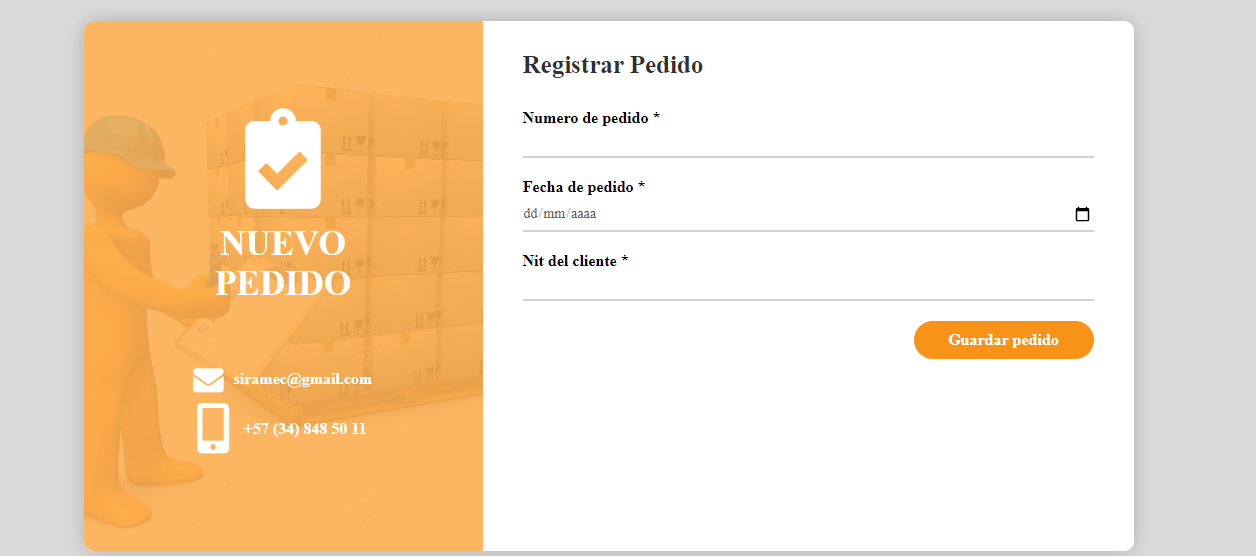 NUEVO
PEDIDO
siramec@gmail.com
+57 (34) 848 50 11
Registrar Pedido
Numero de pedido *
Fecha de pedido *
dd/mm/aaaa
Nit del cliente *
Guardar pedido